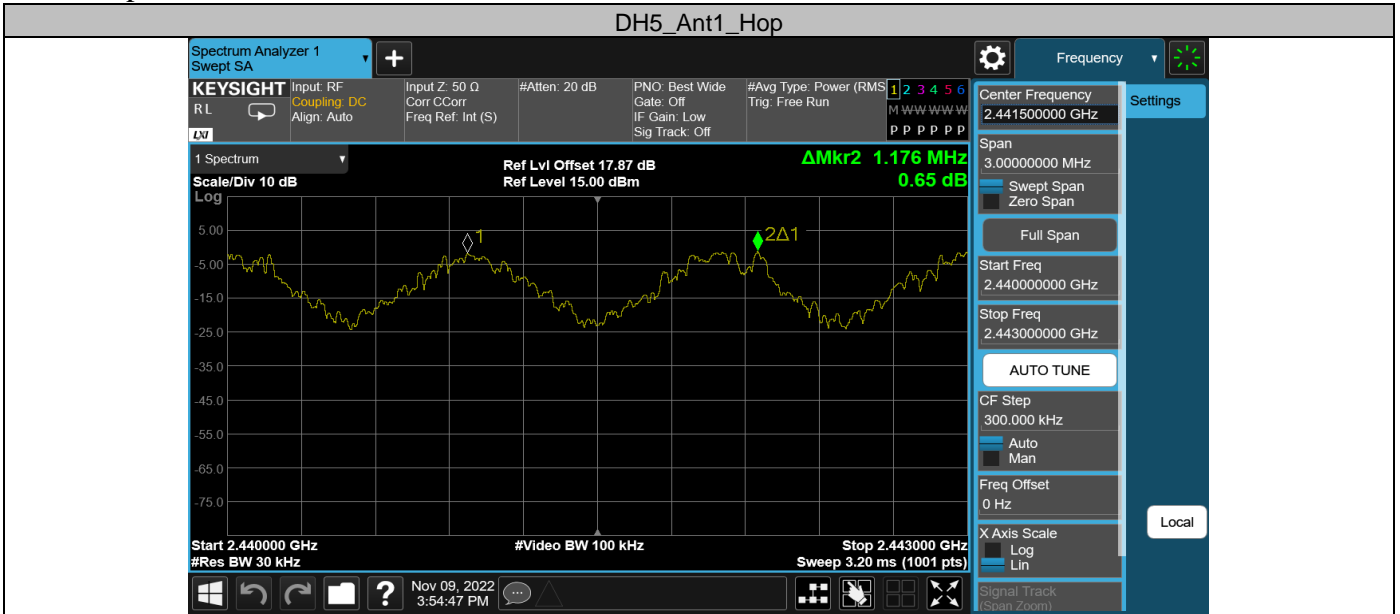 DH5_Ant1_Hop
Spectrum Analyzer 1
Swept SA
Frequency
KEYSIGHT
RL
LXI
Input: RF
Coupling: DC
Align: Auto
Input Z: 50 Ω
Corr CCorr
Freq Ref: Int (S)
#Atten: 20 dB
PNO: Best Wide
Gate: Off
IF Gain: Low
Sig Track: Off
#Avg Type: Power (RMS
Trig: Free Run
1 2 3 4 5 6
M W W W W W
P P P P P P
1 Spectrum
Scale/Div 10 dB
Log
Ref Lvl Offset 17.87 dB
Ref Level 15.00 dBm
ΔMkr2 1.176 MHz
0.65 dB
5.00
-5.00
-15.0
-25.0
-35.0
-45.0
-55.0
-65.0
-75.0
1
2Δ1
Start 2.440000 GHz
#Res BW 30 kHz
#Video BW 100 kHz
Stop 2.443000 GHz
Sweep 3.20 ms (1001 pts)
Center Frequency
2.441500000 GHz
Span
3.00000000 MHz
Swept Span
Zero Span
Full Span
Start Freq
2.440000000 GHz
Stop Freq
2.443000000 GHz
AUTO TUNE
CF Step
300.000 kHz
Auto
Man
Freq Offset
0 Hz
X Axis Scale
Log
Lin
Signal Track
(Span Zoom)
Settings
Local
?
Nov 09, 2022
3:54:47 PM